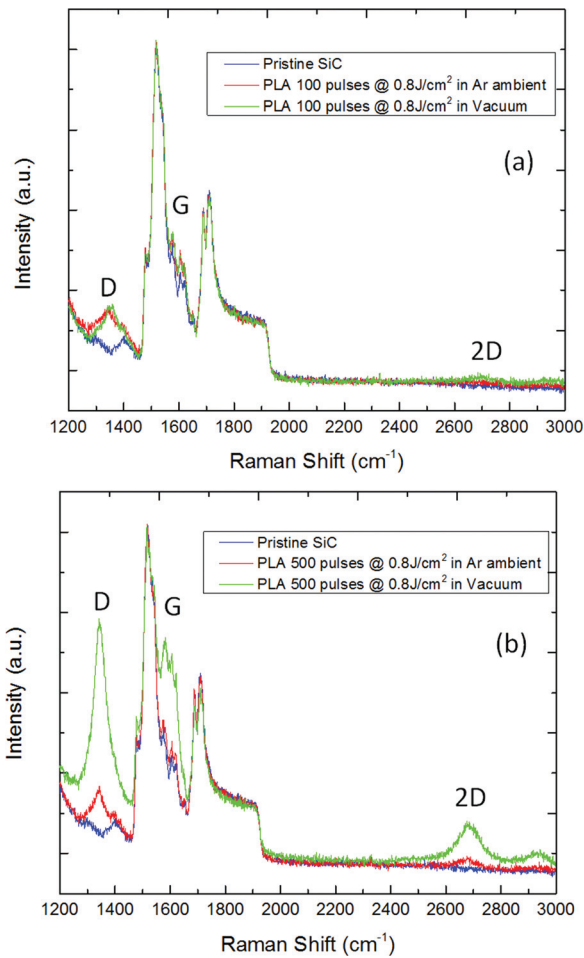 Pristine SiC
PLA 100 pulses @ 0.8J/cm² in Ar ambient
PLA 100 pulses @ 0.8J/cm² in Vacuum
(a)
G
D
2D
Intensity (a.u.)
1200 1400 1600 1800 2000 2200 2400 2600 2800 3000
Raman Shift (cm⁻¹)
Pristine SiC
PLA 500 pulses @ 0.8J/cm² in Ar ambient
PLA 500 pulses @ 0.8J/cm² in Vacuum
D
G
(b)
2D
Intensity (a.u.)
1200 1400 1600 1800 2000 2200 2400 2600 2800 3000
Raman Shift (cm⁻¹)